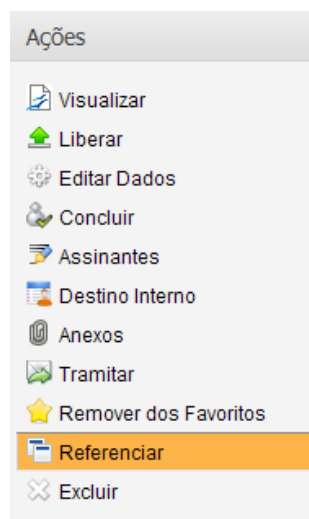 Ações
Visualizar
Liberar
Editar Dados
Concluir
Assinantes
Destino Interno
Anexos
Tramitar
Remover dos Favoritos
Referenciar
Excluir